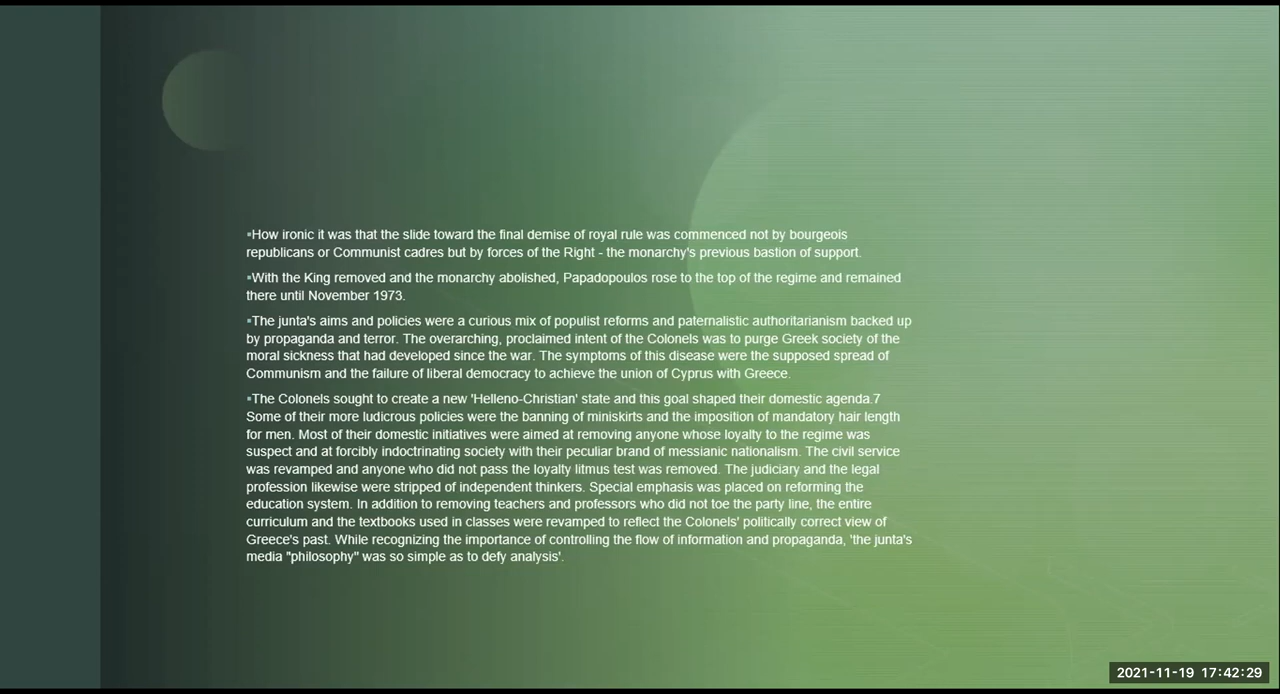 ▪How ironic it was that the slide toward the final demise of royal rule was commenced not by bourgeois
republicans or Communist cadres but by forces of the Right - the monarchy's previous bastion of support.
▪With the King removed and the monarchy abolished, Papadopoulos rose to the top of the regime and remained
there until November 1973.
▪The junta's aims and policies were a curious mix of populist reforms and paternalistic authoritarianism backed up
by propaganda and terror. The overarching, proclaimed intent of the Colonels was to purge Greek society of the
moral sickness that had developed since the war. The symptoms of this disease were the supposed spread of
Communism and the failure of liberal democracy to achieve the union of Cyprus with Greece.
▪The Colonels sought to create a new 'Helleno-Christian' state and this goal shaped their domestic agenda.7
Some of their more ludicrous policies were the banning of miniskirts and the imposition of mandatory hair length
for men. Most of their domestic initiatives were aimed at removing anyone whose loyalty to the regime was
suspect and at forcibly indoctrinating society with their peculiar brand of messianic nationalism. The civil service
was revamped and anyone who did not pass the loyalty litmus test was removed. The judiciary and the legal
profession likewise were stripped of independent thinkers. Special emphasis was placed on reforming the
education system. In addition to removing teachers and professors who did not toe the party line, the entire
curriculum and the textbooks used in classes were revamped to reflect the Colonels' politically correct view of
Greece's past. While recognizing the importance of controlling the flow of information and propaganda, 'the junta's
media "philosophy" was so simple as to defy analysis'.
2021-11-19 17:42:29